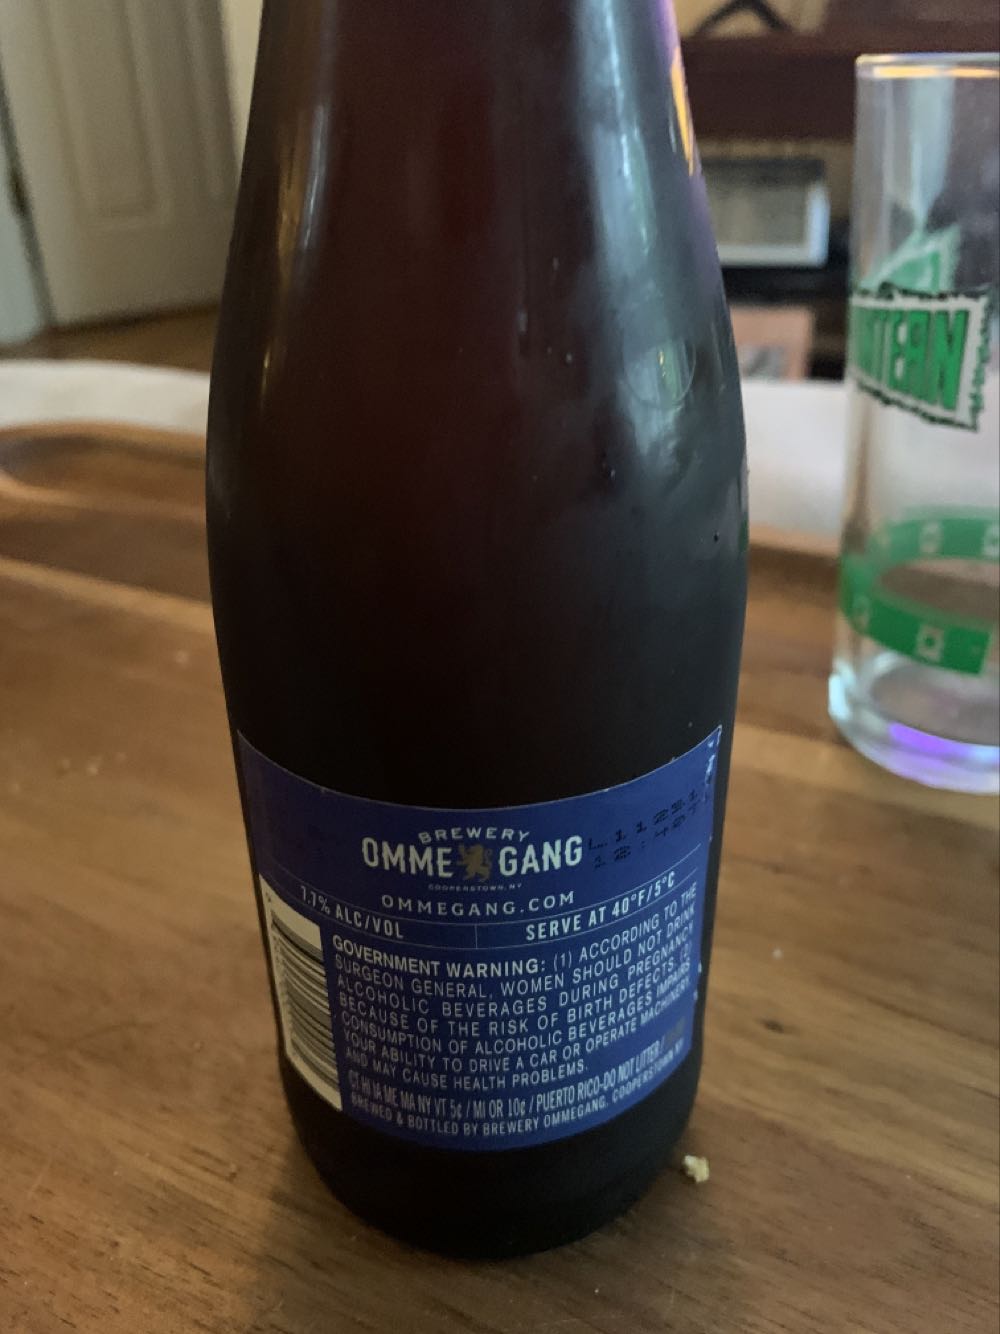 BREWERY
OMMEGANG
COOPERSTOWN, NY
OMMEGANG.COM
7.7% ALC/VOL
SERVE AT 40°F/5°C
GOVERNMENT WARNING: (1) ACCORDING TO THE
SURGEON GENERAL, WOMEN SHOULD NOT DRINK
ALCOHOLIC BEVERAGES DURING PREGNANCY
BECAUSE OF THE RISK OF BIRTH DEFECTS. (2)
CONSUMPTION OF ALCOHOLIC BEVERAGES IMPAIRS
YOUR ABILITY TO DRIVE A CAR OR OPERATE MACHINERY,
AND MAY CAUSE HEALTH PROBLEMS.
CT HI IA ME MA NY VT 5¢ / MI OR 10¢ / PUERTO RICO-DO NOT LITTER /
BREWED & BOTTLED BY BREWERY OMMEGANG, COOPERSTOWN NY
NTERN